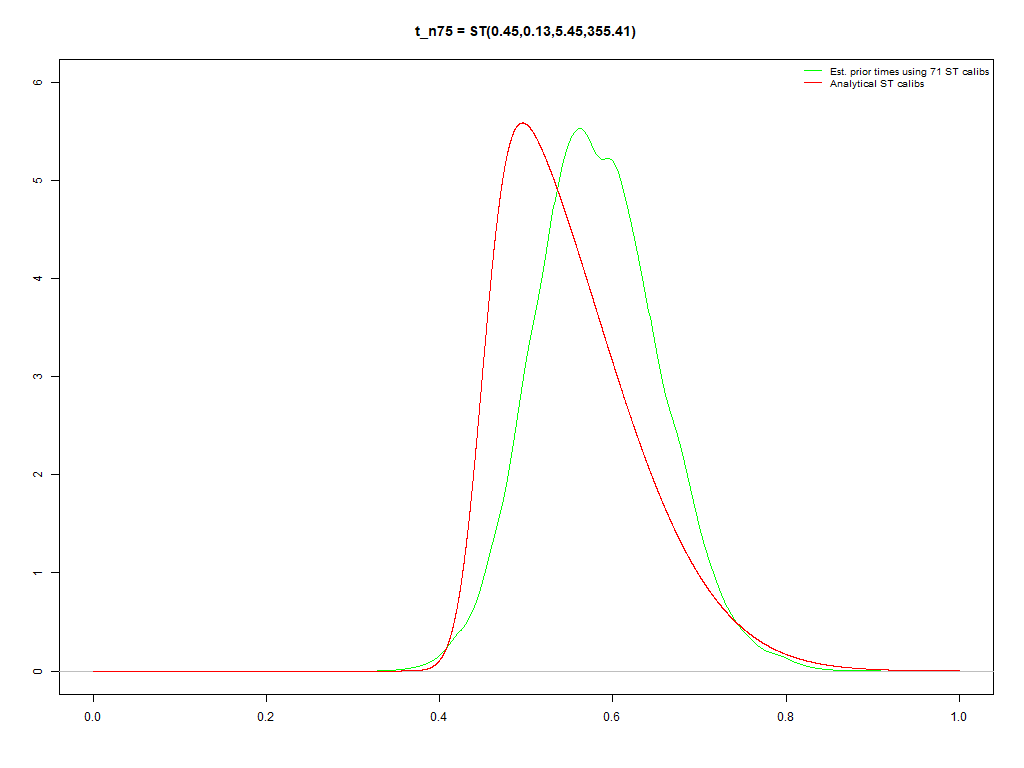 t_n75 = ST(0.45,0.13,5.45,355.41)
Est. prior times using 71 ST calibs
Analytical ST calibs
6
5
4
3
2
1
0
0.0 0.2 0.4 0.6 0.8 1.0